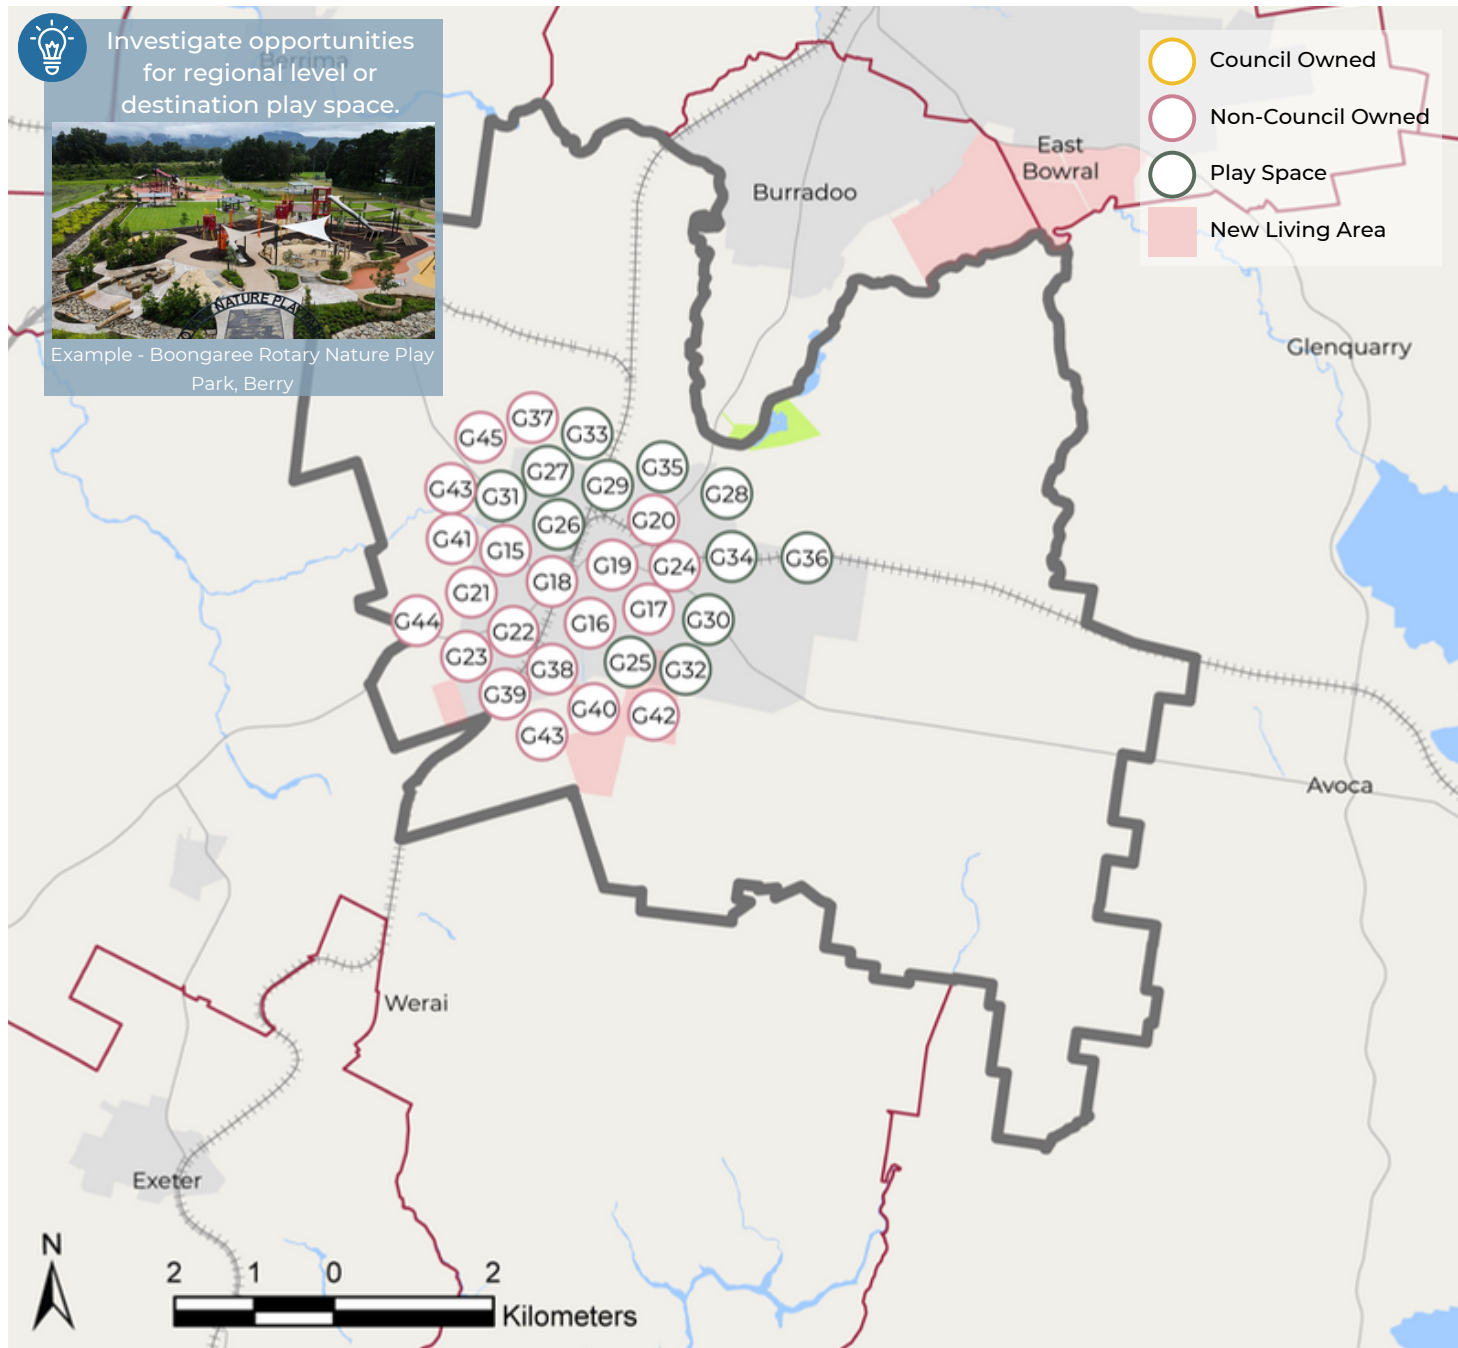 Investigate opportunities
for regional level or
destination play space.
Berrima
NATURE PLA
Example - Boongaree Rotary Nature Play
Park, Berry
Council Owned
Non-Council Owned
Play Space
New Living Area
East
Bowral
Burradoo
Glenquarry
G37
G45
G33
G27
G35
G43
G31
G29
G28
G26
G20
G41
G15
G34
G36
G19
G24
G18
G21
G17
G44
G16
G30
G22
G23
G38
G25
G32
G39
G40
G42
G43
Avoca
Werai
Exeter
N
2 1 0 2
Kilometers